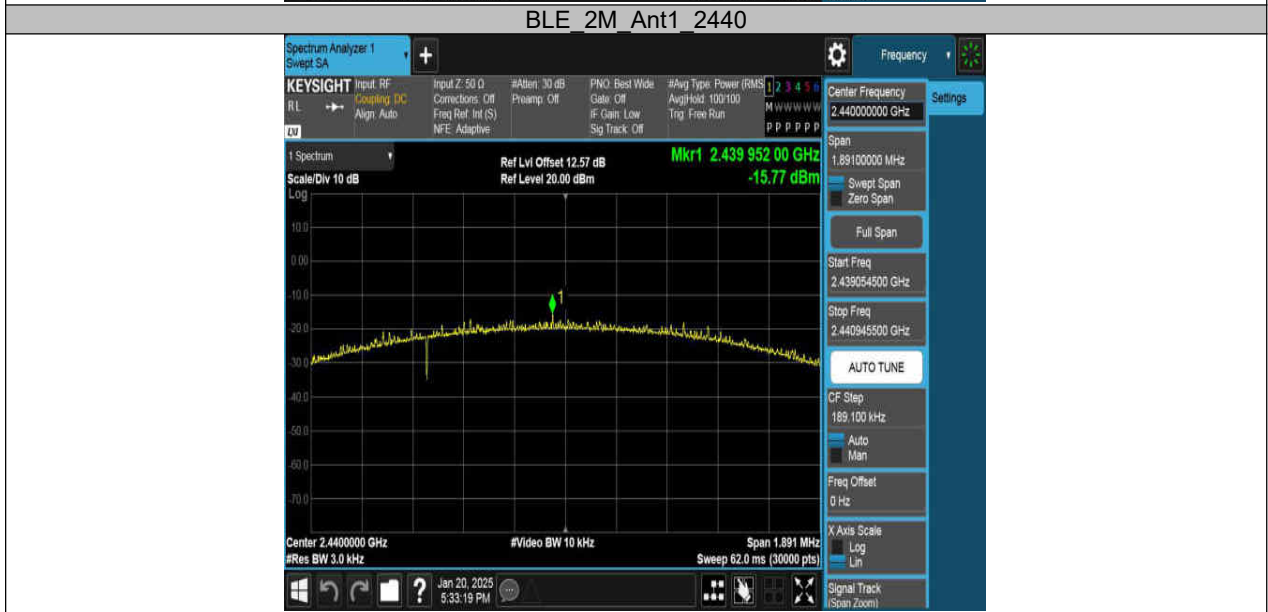 BLE_2M_Ant1_2440
Spectrum Analyzer 1
Swept SA
+
Frequency
KEYSIGHT
RL
LXI
Input: RF
Coupling: DC
Align: Auto
Input Z: 50 Ω
Corrections: Off
Freq Ref: Int (S)
NFE: Adaptive
#Atten: 30 dB
Preamp: Off
PNO: Best Wide
Gate: Off
IF Gain: Low
Sig Track: Off
#Avg Type: Power (RMS
Avg|Hold: 100/100
Trig: Free Run
1 2 3 4 5 6
M W W W W W
P P P P P P
Center Frequency
2.440000000 GHz
Settings
Span
1.89100000 MHz
Swept Span
Zero Span
Full Span
Start Freq
2.439054500 GHz
Stop Freq
2.440945500 GHz
AUTO TUNE
CF Step
189.100 kHz
Auto
Man
Freq Offset
0 Hz
X Axis Scale
Log
Lin
Signal Track
(Span Zoom)
1 Spectrum
Scale/Div 10 dB
Log
Ref Lvl Offset 12.57 dB
Ref Level 20.00 dBm
Mkr1 2.439 952 00 GHz
-15.77 dBm
10.0
0.00
-10.0
1
-20.0
-30.0
-40.0
-50.0
-60.0
-70.0
Center 2.4400000 GHz
#Res BW 3.0 kHz
#Video BW 10 kHz
Span 1.891 MHz
Sweep 62.0 ms (30000 pts)
?
Jan 20, 2025
5:33:19 PM